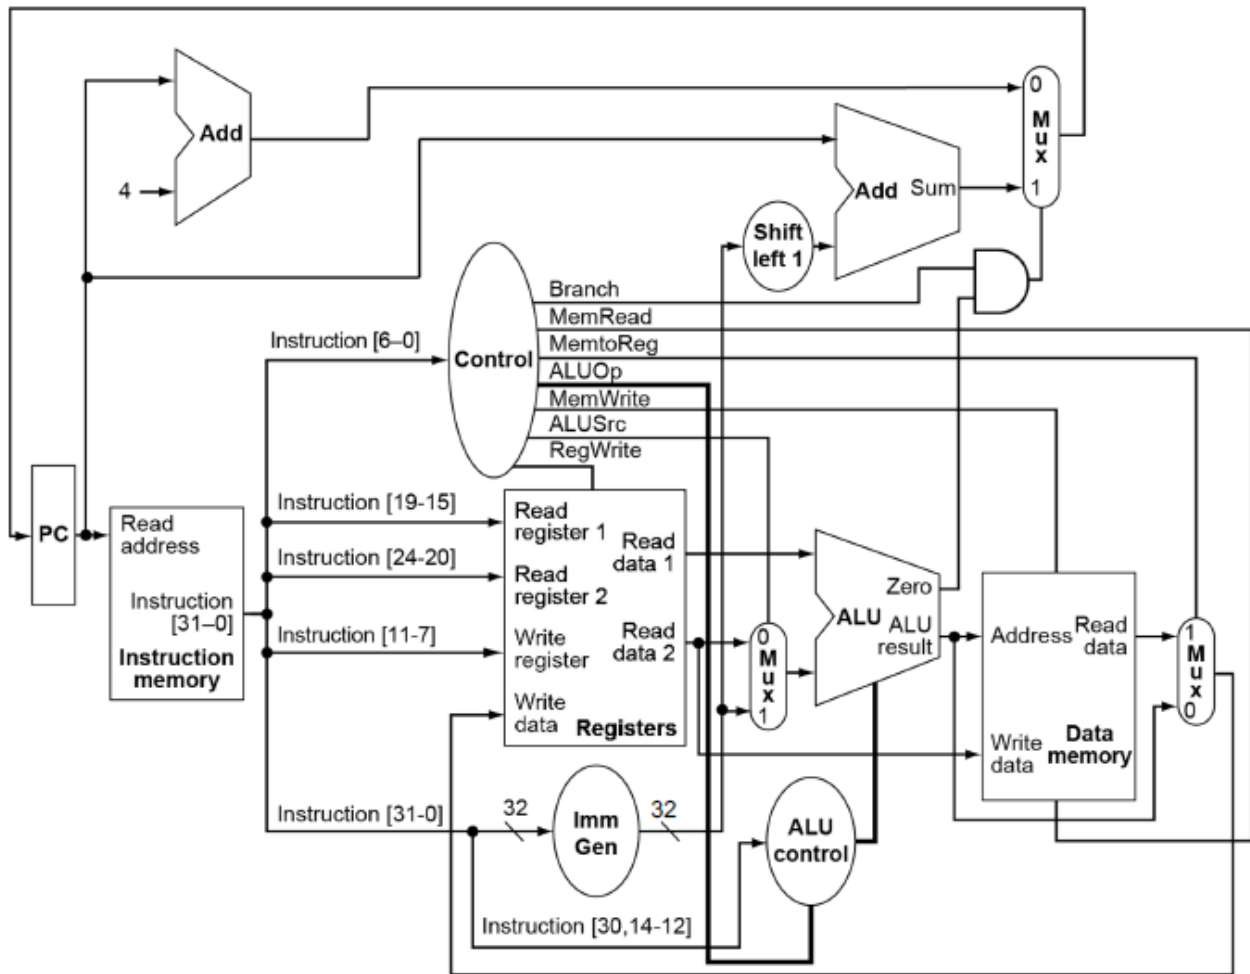 Add
4
0
Mux
1
Add Sum
Shift
left 1
Branch
MemRead
MemtoReg
ALUOp
MemWrite
ALUSrc
RegWrite
Instruction [6–0]
Control
PC
Read
address
Instruction
[31–0]
Instruction
memory
Instruction [19-15]
Instruction [24-20]
Instruction [11-7]
Instruction [31-0]
Read
register 1
Read
data 1
Read
register 2
Write
register
Read
data 2
Write
data
Registers
0
Mux
1
Zero
ALU
ALU
result
Address
Read
data
Write
data
Data
memory
1
Mux
0
32
Imm
Gen
32
ALU
control
Instruction [30,14-12]